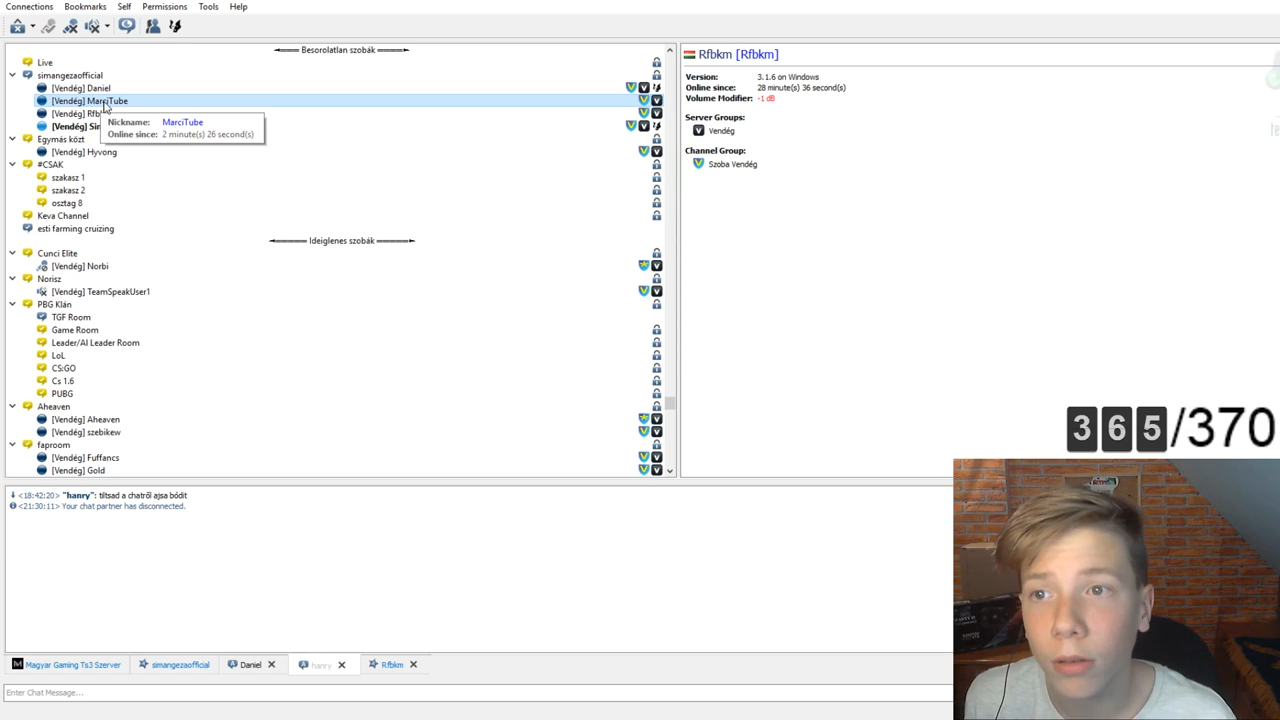 Connections Bookmarks Self Permissions Tools Help
Besorolatlan szobák
Live
simangezaofficial
[Vendég] Daniel
[Vendég] MarciTube
[Vendég]
[Vendég]
Nickname: MarciTube
Online since: 2 minute(s) 26 second(s)
Egymás közt
[Vendég] Hyvong
#CSAK
szakasz 1
szakasz 2
osztag 8
Keva Channel
esti farming cruizing
Ideiglenes szobák
Cunci Elite
[Vendég] Norbi
Norisz
[Vendég] TeamSpeakUser1
PBG Klán
TGF Room
Game Room
Leader/Al Leader Room
LoL
CS:GO
Cs 1.6
PUBG
Aheaven
[Vendég] Aheaven
[Vendég] szebikew
faproom
[Vendég] Fuffancs
[Vendég] Gold
Rfbkm [Rfbkm]
Version: 3.1.6 on Windows
Online since: 28 minute(s) 36 second(s)
Volume Modifier: -1 dB
Server Groups:
Vendég
Channel Group:
Szoba Vendég
365/370
<18:42:20> "hanry": tiltsad a chatről ajsa bódit
<21:30:11> Your chat partner has disconnected.
Magyar Gaming Ts3 Szerver simangezaofficial Daniel hanry Rfbkm
Enter Chat Message...